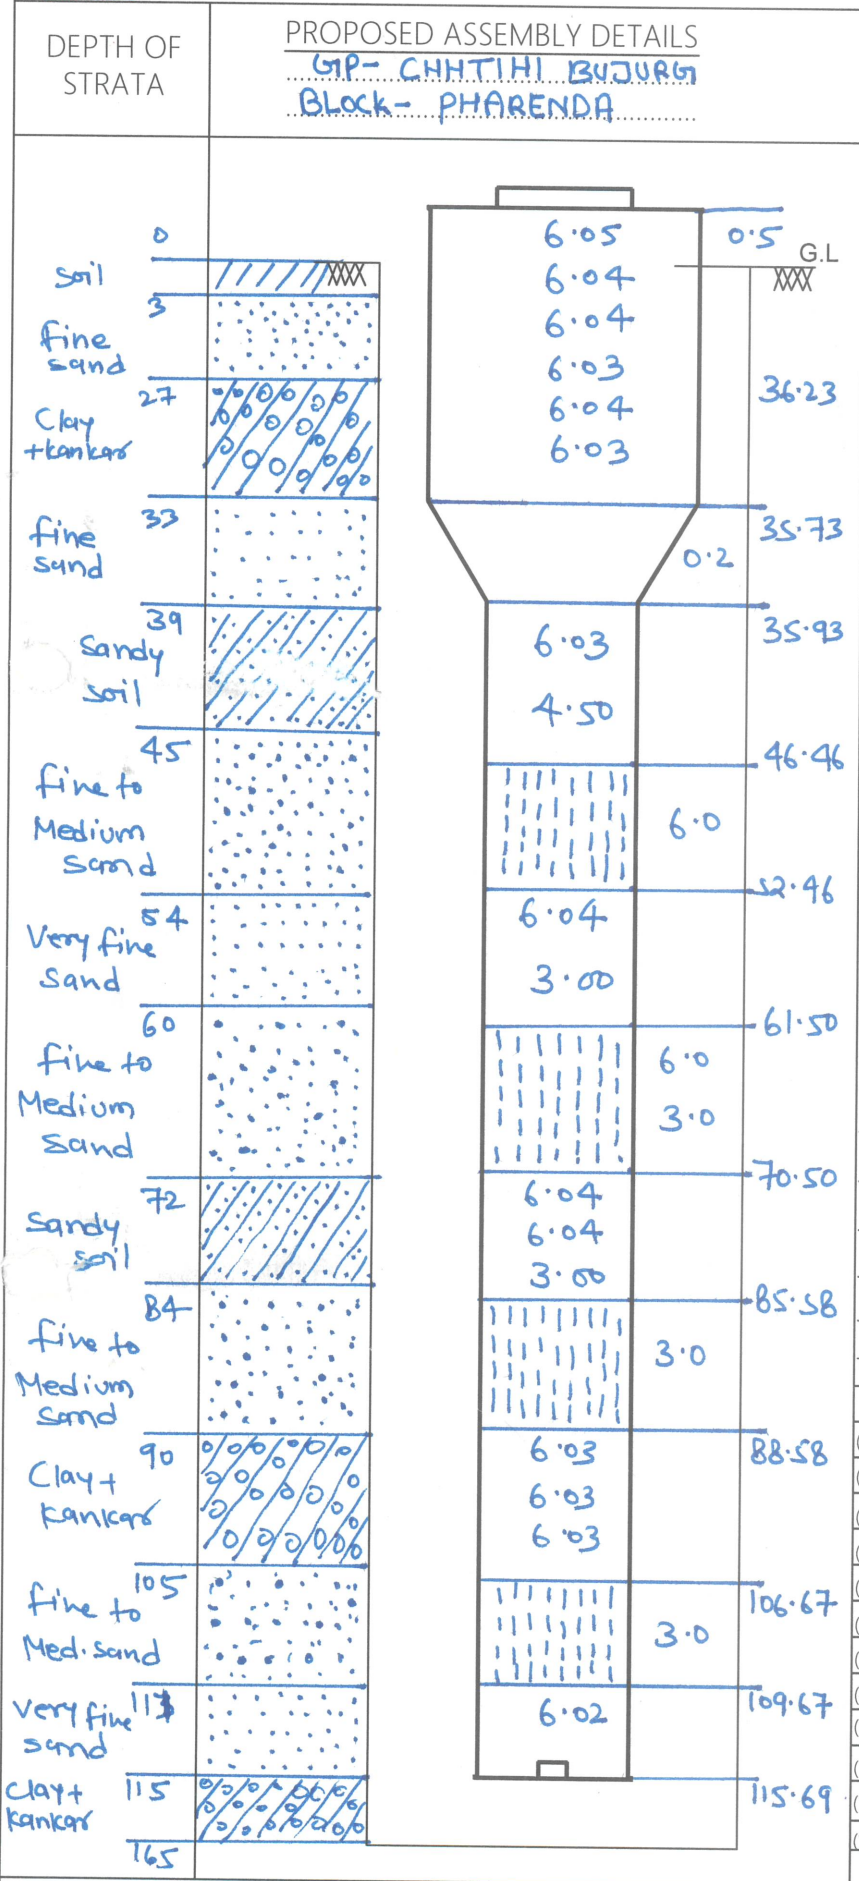 DEPTH OF
STRATA
PROPOSED ASSEMBLY DETAILS
GP- CHHTIHI BUJURG
BLOCK- PHARENDA
0
Soil
3
fine
sand
27
Clay
+kankar
33
fine
sand
39
Sandy
soil
45
fine to
Medium
Sand
54
Very fine
Sand
60
fine to
Medium
Sand
72
Sandy
soil
84
fine to
Medium
Sand
90
Clay+
kankar
105
fine to
Med. sand
very fine
sand
115
Clay+
kankar
165
6.05
6.04
6.04
6.03
6.04
6.03
0.5
G.L
36.23
35.73
0.2
35.93
6.03
4.50
46.46
6.0
52.46
6.04
3.00
61.50
6.0
3.0
70.50
6.04
6.04
3.00
85.58
3.0
88.58
6.03
6.03
6.03
106.67
3.0
109.67
6.02
115.69